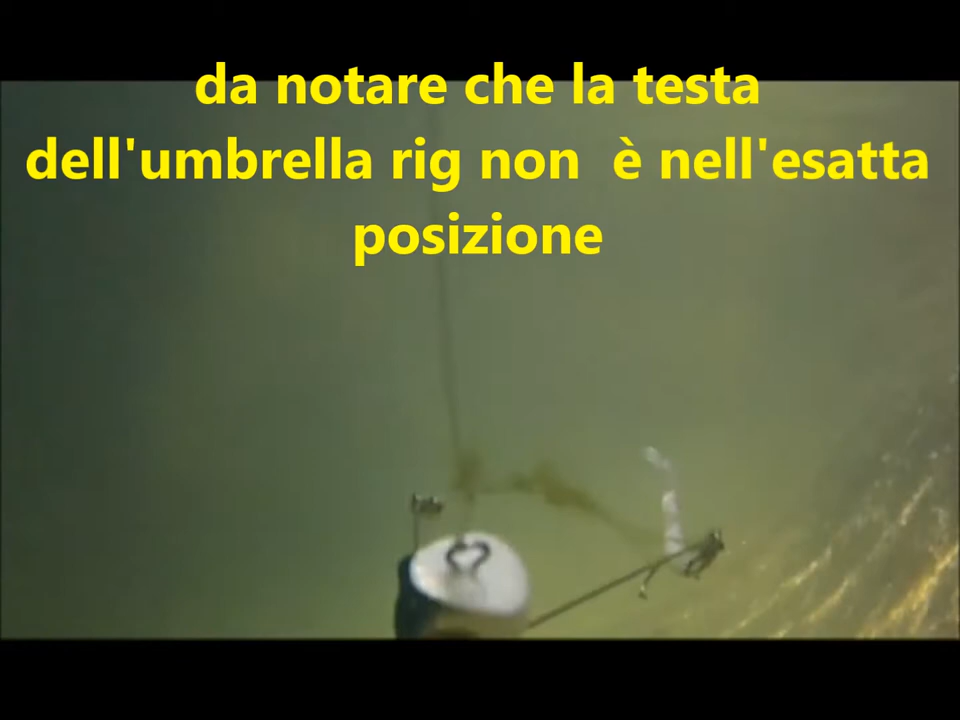 da notare che la testa
dell'umbrella rig non  è nell'esatta
posizione